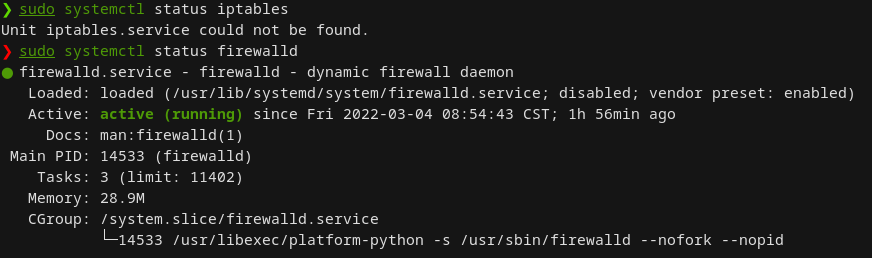 ❯ sudo systemctl status iptables
Unit iptables.service could not be found.
❯ sudo systemctl status firewalld
● firewalld.service - firewalld - dynamic firewall daemon
Loaded: loaded (/usr/lib/systemd/system/firewalld.service; disabled; vendor preset: enabled)
Active: active (running) since Fri 2022-03-04 08:54:43 CST; 1h 56min ago
Docs: man:firewalld(1)
Main PID: 14533 (firewalld)
Tasks: 3 (limit: 11402)
Memory: 28.9M
CGroup: /system.slice/firewalld.service
└─14533 /usr/libexec/platform-python -s /usr/sbin/firewalld --nofork --nopid